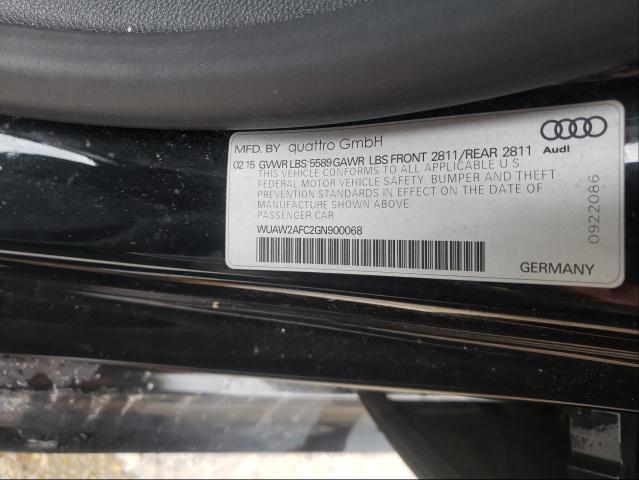 MFD. BY quattro GmbH
Audi
02.15 GVWR LBS 5589 GAWR LBS FRONT 2811/REAR 2811
THIS VEHICLE CONFORMS TO ALL APPLICABLE U S
FEDERAL MOTOR VEHICLE SAFETY, BUMPER AND THEFT
PREVENTION STANDARDS IN EFFECT ON THE DATE OF
MANUFACTURE SHOWN ABOVE
PASSENGER CAR
WUAW2AFC2GN900068
GERMANY
0922086